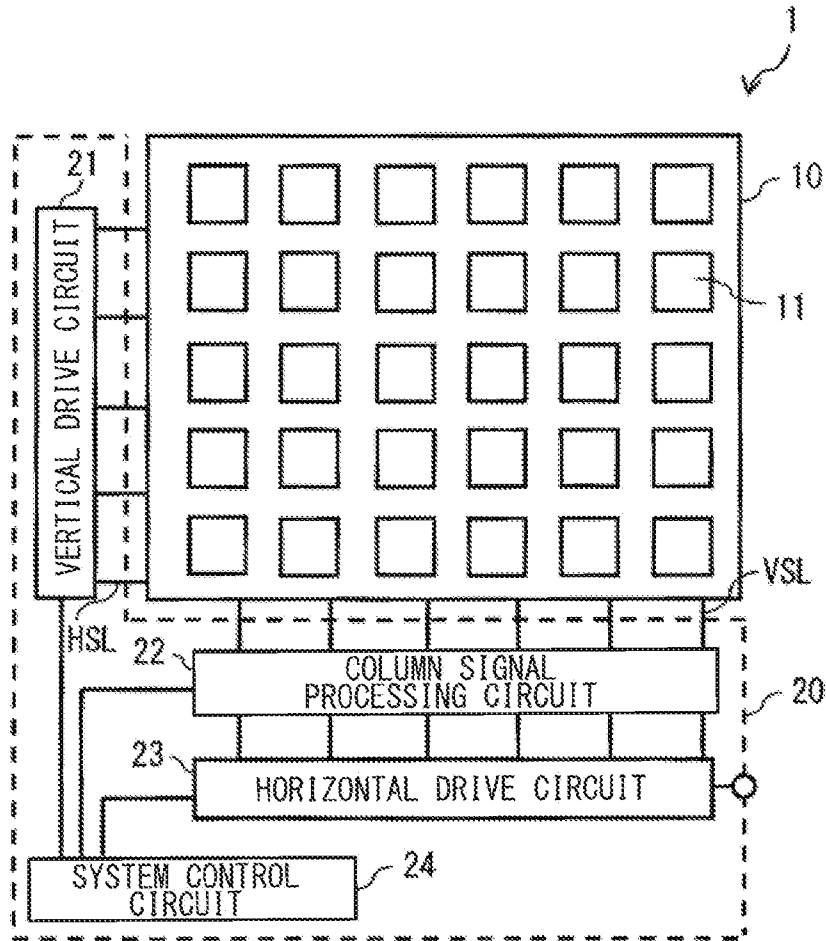 1
21
10
VERTICAL DRIVE CIRCUIT
11
HSL
VSL
22
COLUMN SIGNAL
PROCESSING CIRCUIT
20
23
HORIZONTAL DRIVE CIRCUIT
SYSTEM CONTROL
CIRCUIT
24